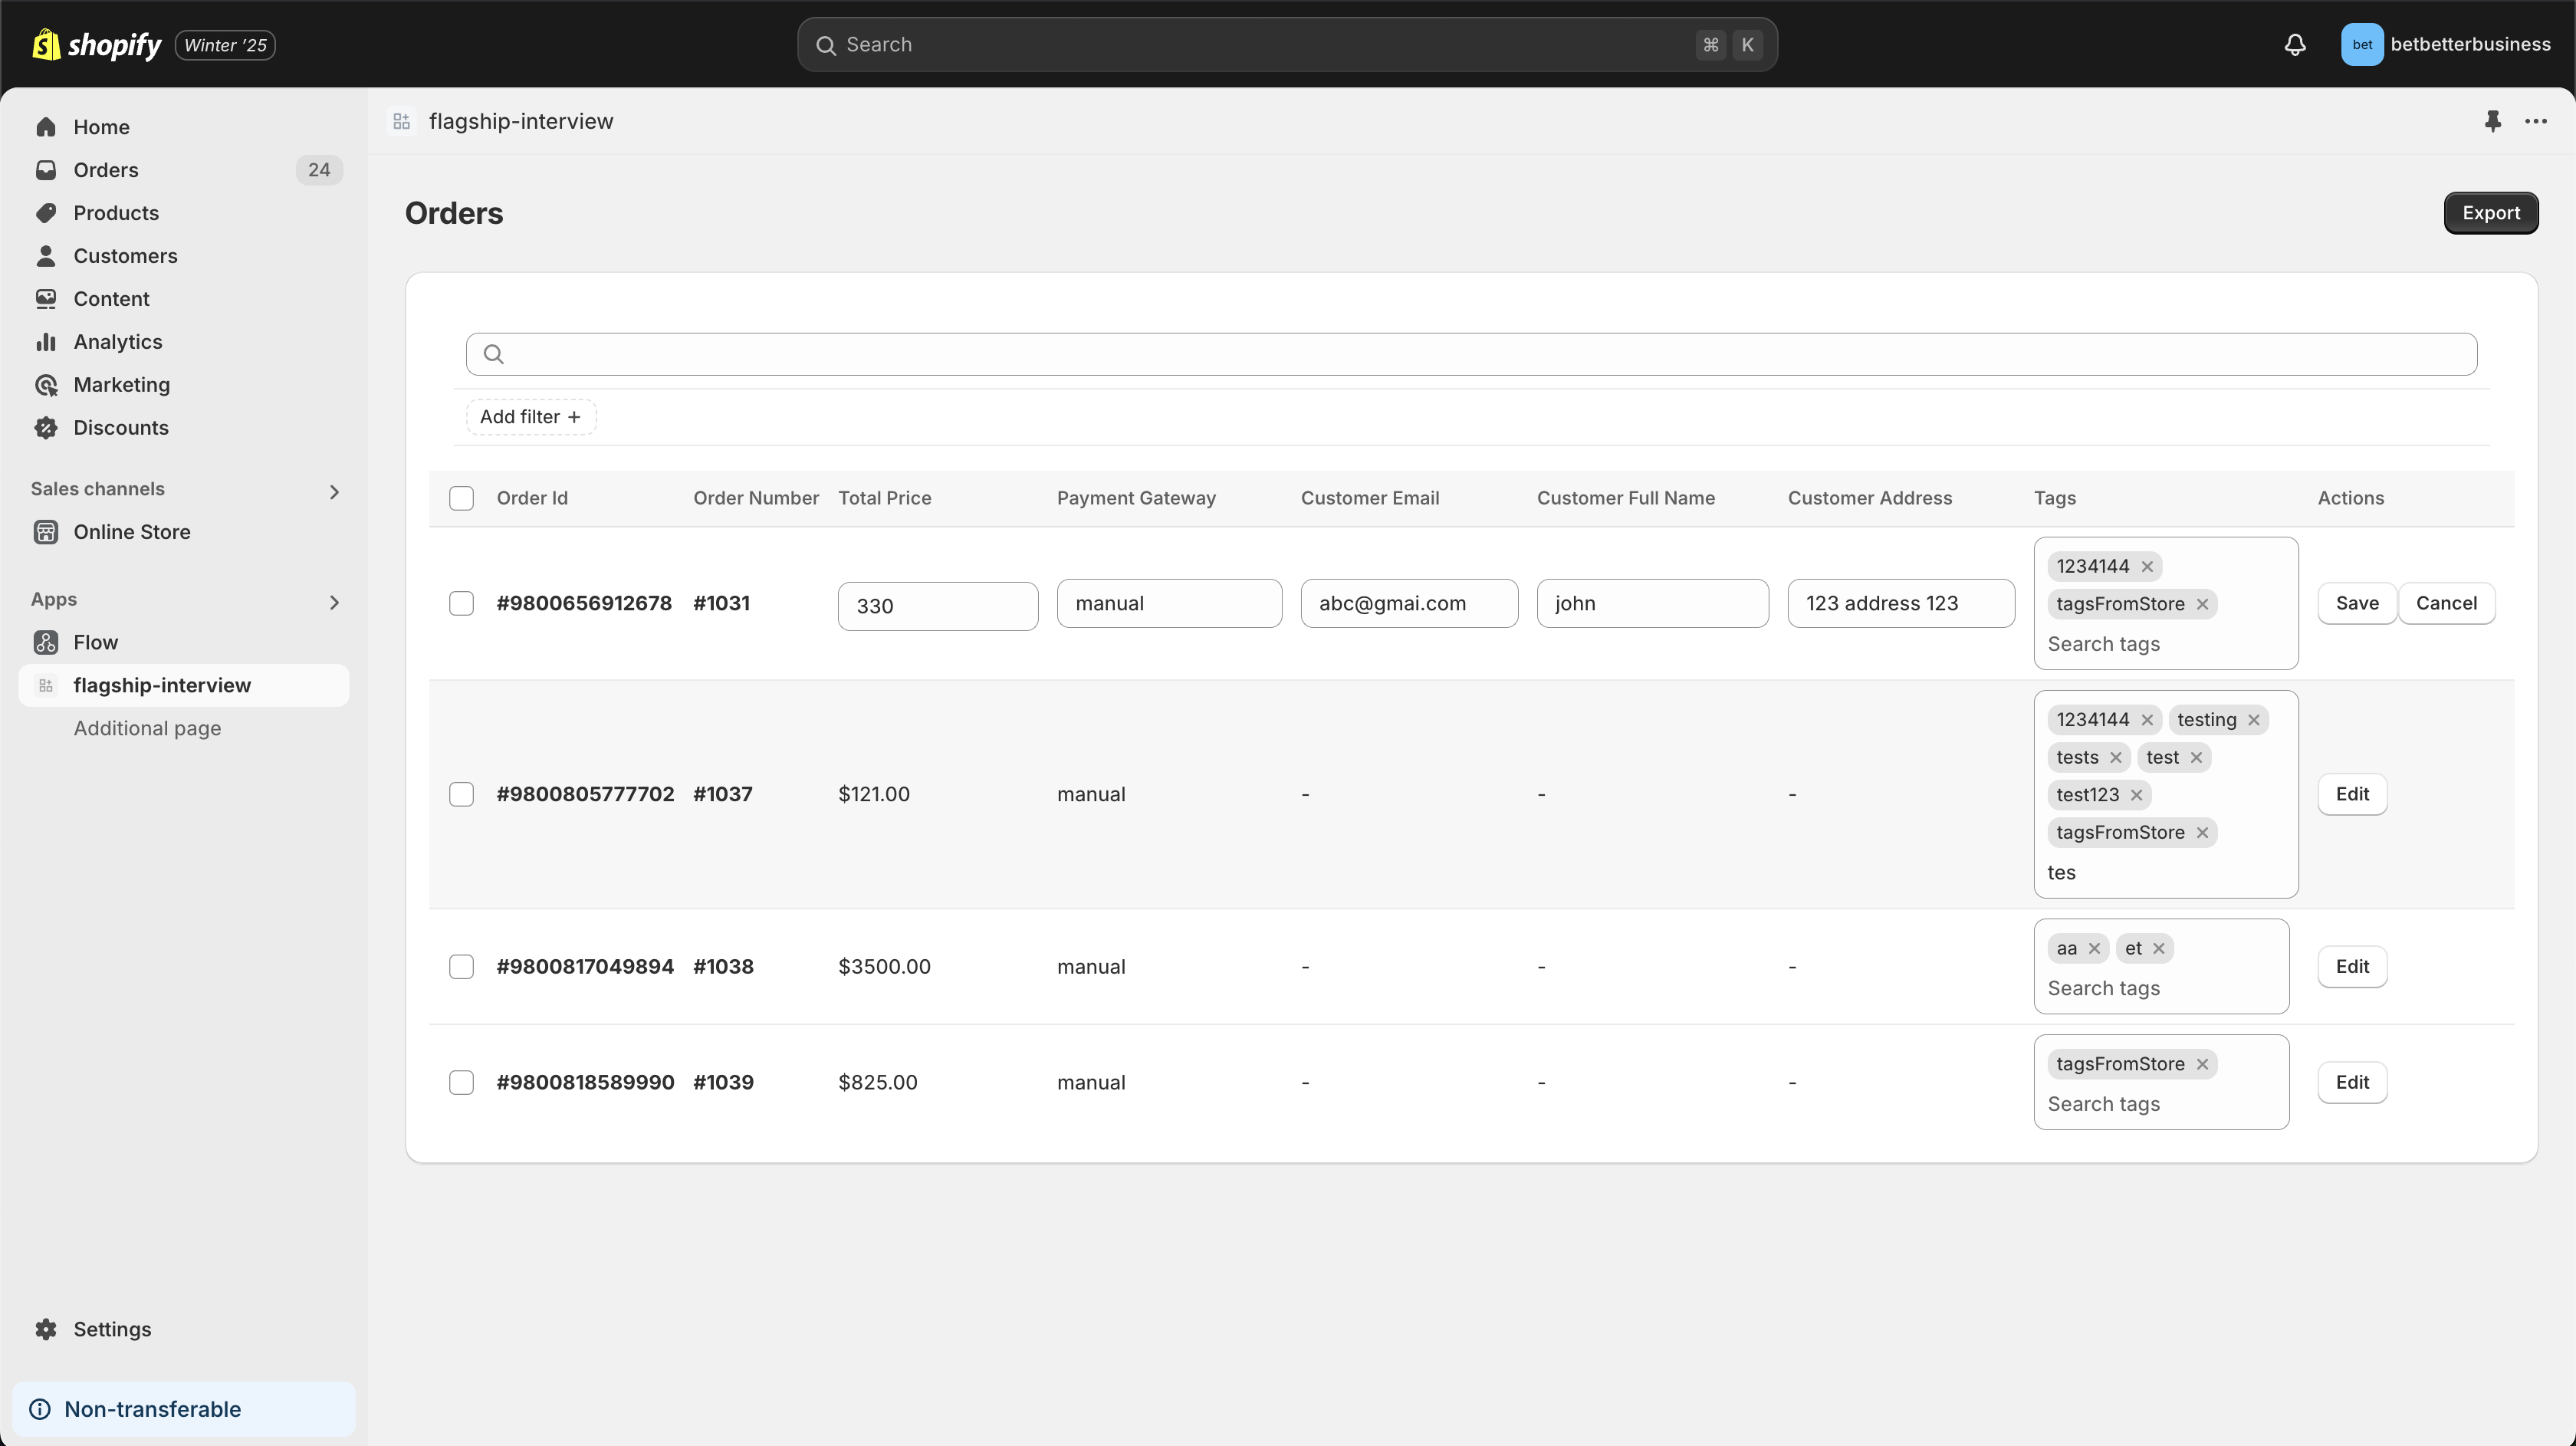 shopify Winter '25 Search ⌘ K bet betbetterbusiness
Home
Orders 24
Products
Customers
Content
Analytics
Marketing
Discounts
Sales channels
Online Store
Apps
Flow
flagship-interview
Additional page
Settings
Non-transferable
flagship-interview
Orders Export
Add filter +
Order Id Order Number Total Price Payment Gateway Customer Email Customer Full Name Customer Address Tags Actions
#9800656912678 #1031 330 manual abc@gmai.com john 123 address 123 Save Cancel
1234144
tagsFromStore
Search tags
#9800805777702 #1037 $121.00 manual - - - Edit
1234144 testing
tests test
test123
tagsFromStore
tes
#9800817049894 #1038 $3500.00 manual - - - Edit
aa et
Search tags
#9800818589990 #1039 $825.00 manual - - - Edit
tagsFromStore
Search tags